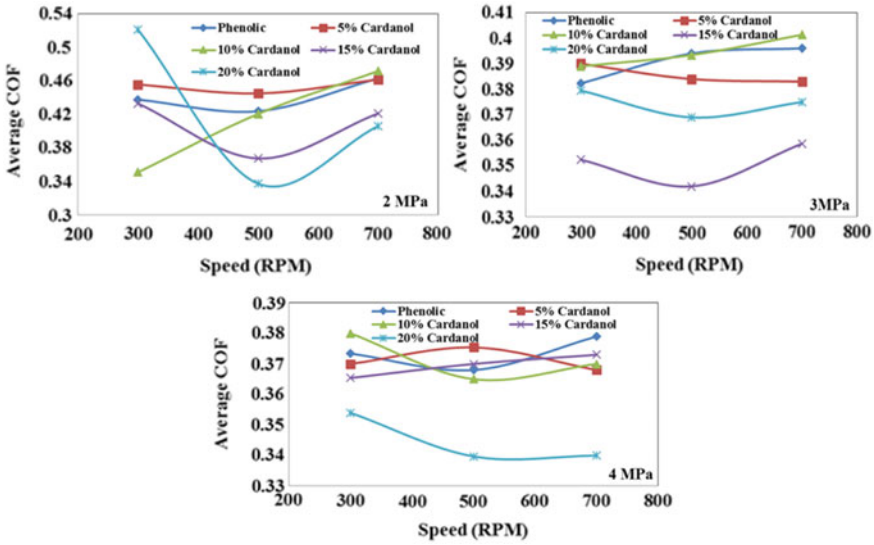 0.54
0.5
0.46
0.42
0.38
0.34
0.3
Average COF
Phenolic
5% Cardanol
10% Cardanol
15% Cardanol
20% Cardanol
2 MPa
200 300 400 500 600 700 800
Speed (RPM)
0.41
0.4
0.39
0.38
0.37
0.36
0.35
0.34
0.33
Average COF
Phenolic
5% Cardanol
10% Cardanol
15% Cardanol
20% Cardanol
3MPa
200 300 400 500 600 700 800
Speed (RPM)
0.39
0.38
0.37
0.36
0.35
0.34
0.33
Average COF
Phenolic
5% Cardanol
10% Cardanol
15% Cardanol
20% Cardanol
4 MPa
200 300 400 500 600 700 800
Speed (RPM)